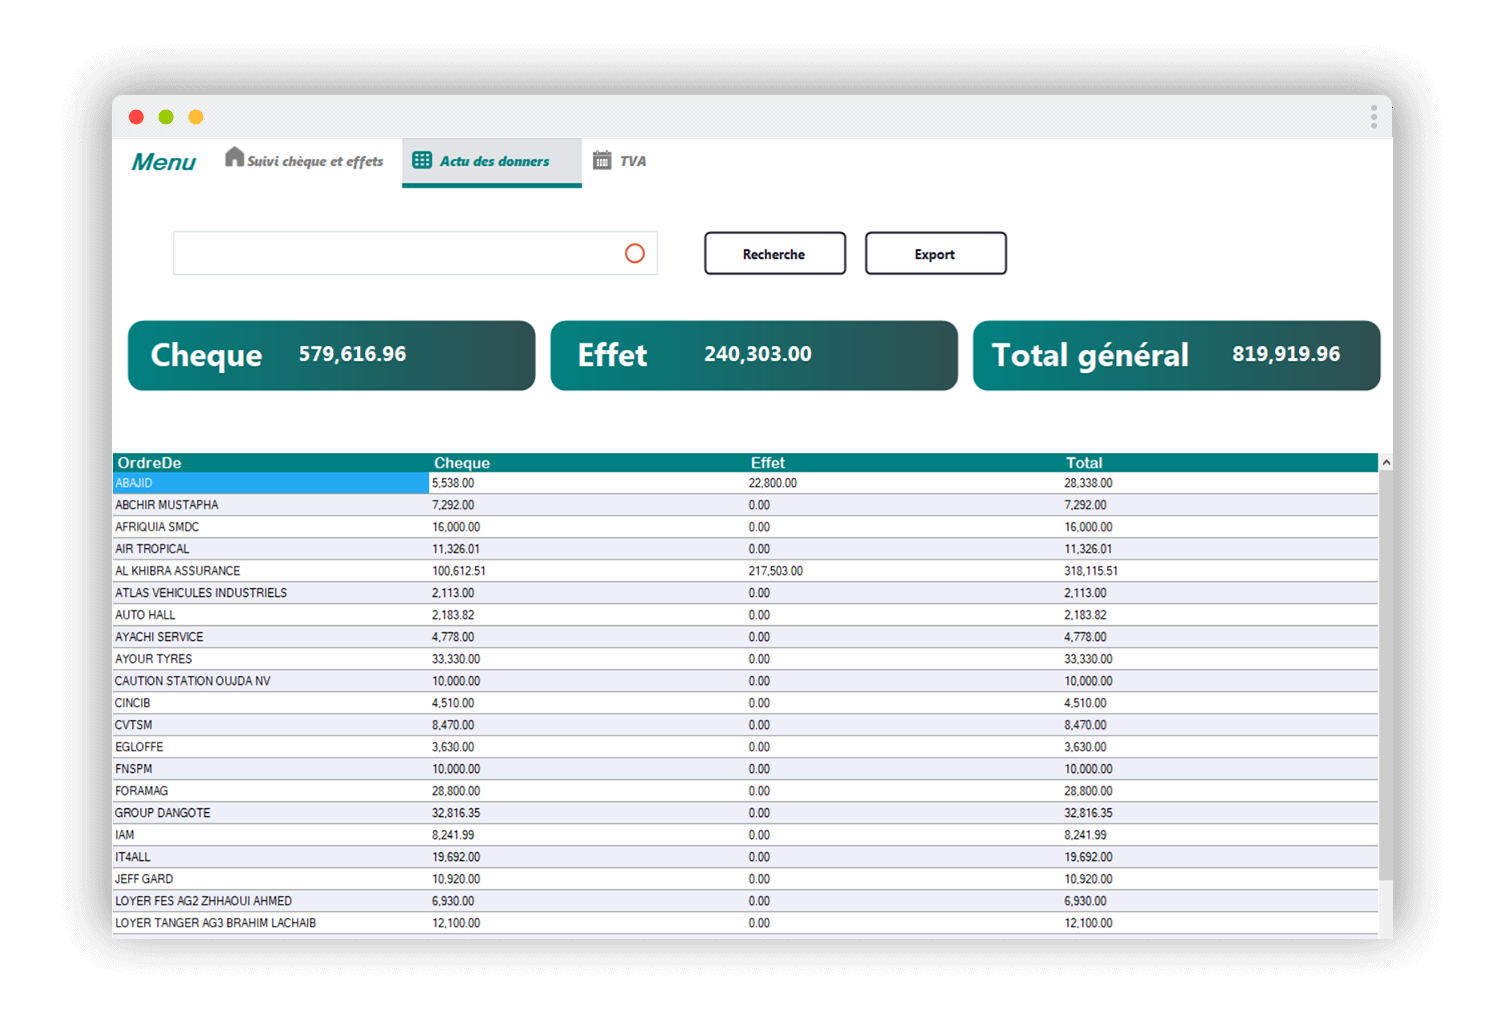 Menu Suivi chèque et effets Actu des donners TVA
Recherche Export
Cheque 579,616.96 Effet 240,303.00 Total général 819,919.96
OrdreDe Cheque Effet Total
ABAJID 5,538.00 22,800.00 28,338.00
ABCHIR MUSTAPHA 7,292.00 0.00 7,292.00
AFRIQUIA SMDC 16,000.00 0.00 16,000.00
AIR TROPICAL 11,326.01 0.00 11,326.01
AL KHIBRA ASSURANCE 100,612.51 217,503.00 318,115.51
ATLAS VEHICULES INDUSTRIELS 2,113.00 0.00 2,113.00
AUTO HALL 2,183.82 0.00 2,183.82
AYACHI SERVICE 4,778.00 0.00 4,778.00
AYOUR TYRES 33,330.00 0.00 33,330.00
CAUTION STATION OUJDA NV 10,000.00 0.00 10,000.00
CINCIB 4,510.00 0.00 4,510.00
CVTSM 8,470.00 0.00 8,470.00
EGLOFFE 3,630.00 0.00 3,630.00
FNSPM 10,000.00 0.00 10,000.00
FORAMAG 28,800.00 0.00 28,800.00
GROUP DANGOTE 32,816.35 0.00 32,816.35
IAM 8,241.99 0.00 8,241.99
IT4ALL 19,692.00 0.00 19,692.00
JEFF GARD 10,920.00 0.00 10,920.00
LOYER FES AG2 ZHHAOUI AHMED 6,930.00 0.00 6,930.00
LOYER TANGER AG3 BRAHIM LACHAIB 12,100.00 0.00 12,100.00